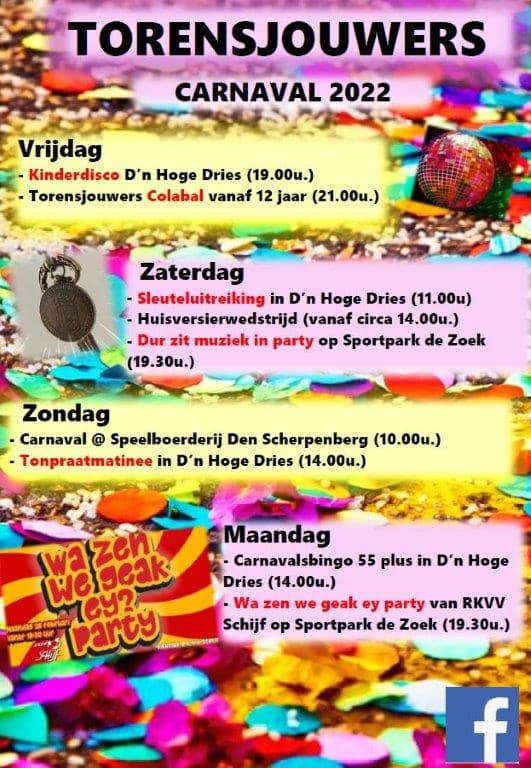 TORENSJOUWERS
CARNAVAL 2022
Vrijdag
- Kinderdisco D'n Hoge Dries (19.00u.)
- Torensjouwers Colabal vanaf 12 jaar (21.00u.)
Zaterdag
- Sleuteluitreiking in D'n Hoge Dries (11.00u)
- Huisversierwedstrijd (vanaf circa 14.00u.)
- Dur zit muziek in party op Sportpark de Zoek
(19.30u.)
Zondag
- Carnaval @ Speelboerderij Den Scherpenberg (10.00u.)
- Tonpraatmatinee in D'n Hoge Dries (14.00u.)
Maandag
- Carnavalsbingo 55 plus in D'n Hoge
Dries (14.00u.)
- Wa zen we geak ey party van RKVV
Schijf op Sportpark de Zoek (19.30u.)
Wa zen
we geak
ey?
party
Maandag 28 februari
Schijf
f